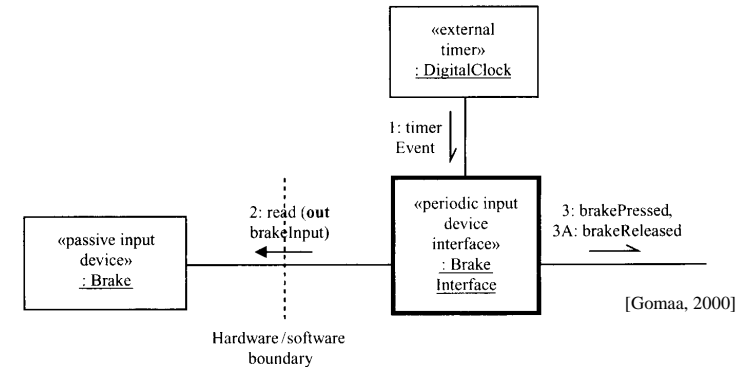 «external
timer»
: DigitalClock
1: timer
Event
2: read (out
brakeInput)
«periodic input
device
interface»
: Brake
Interface
3: brakePressed,
3A: brakeReleased
«passive input
device»
: Brake
[Gomaa, 2000]
Hardware/software
boundary